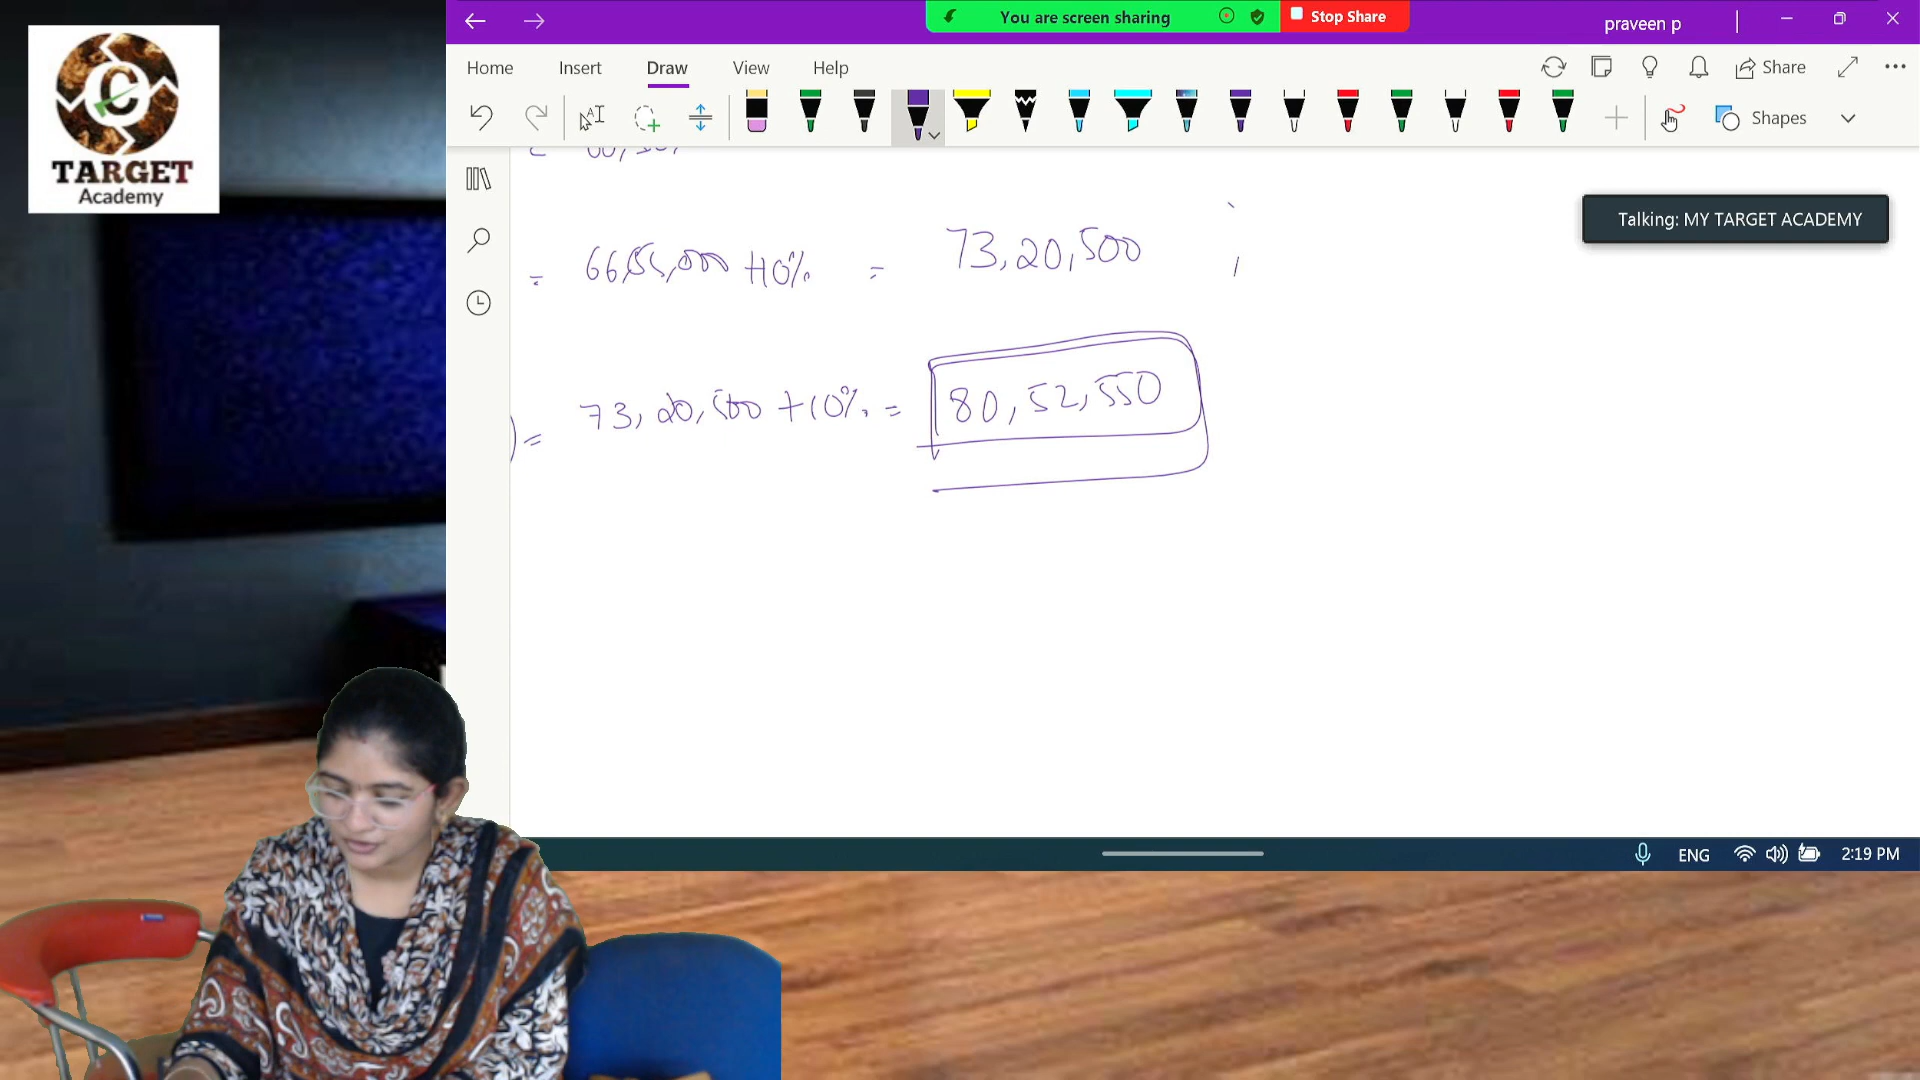 TARGET
Academy
You are screen sharing
Stop Share
praveen p
Home Insert Draw View Help
Share
Shapes
Talking: MY TARGET ACADEMY
= 66,55,000 +10% = 73,20,500
) = 73,20,500 +10% = 80,52,550
ENG 2:19 PM